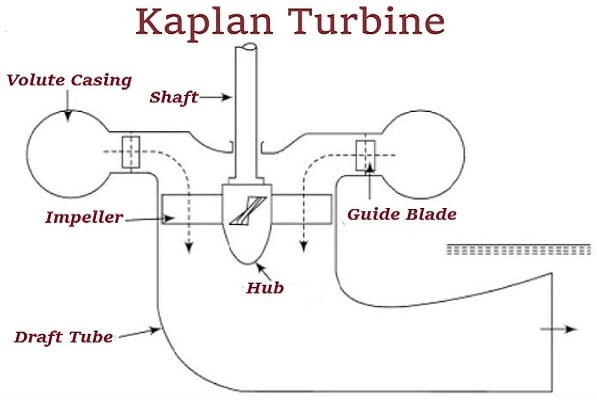 Kaplan Turbine
Volute Casing
Shaft
Impeller
Guide Blade
Hub
Draft Tube